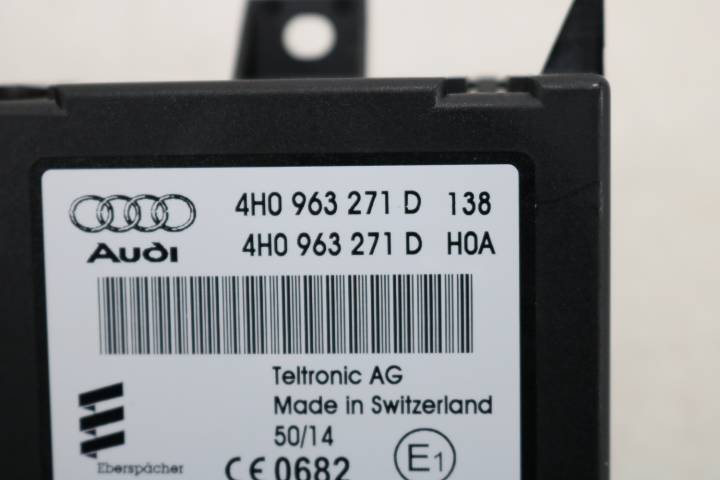 4H0 963 271 D 138
4H0 963 271 D H0A
Audi
Teltronic AG
Made in Switzerland
50/14
CE 0682
E1
Eberspächer